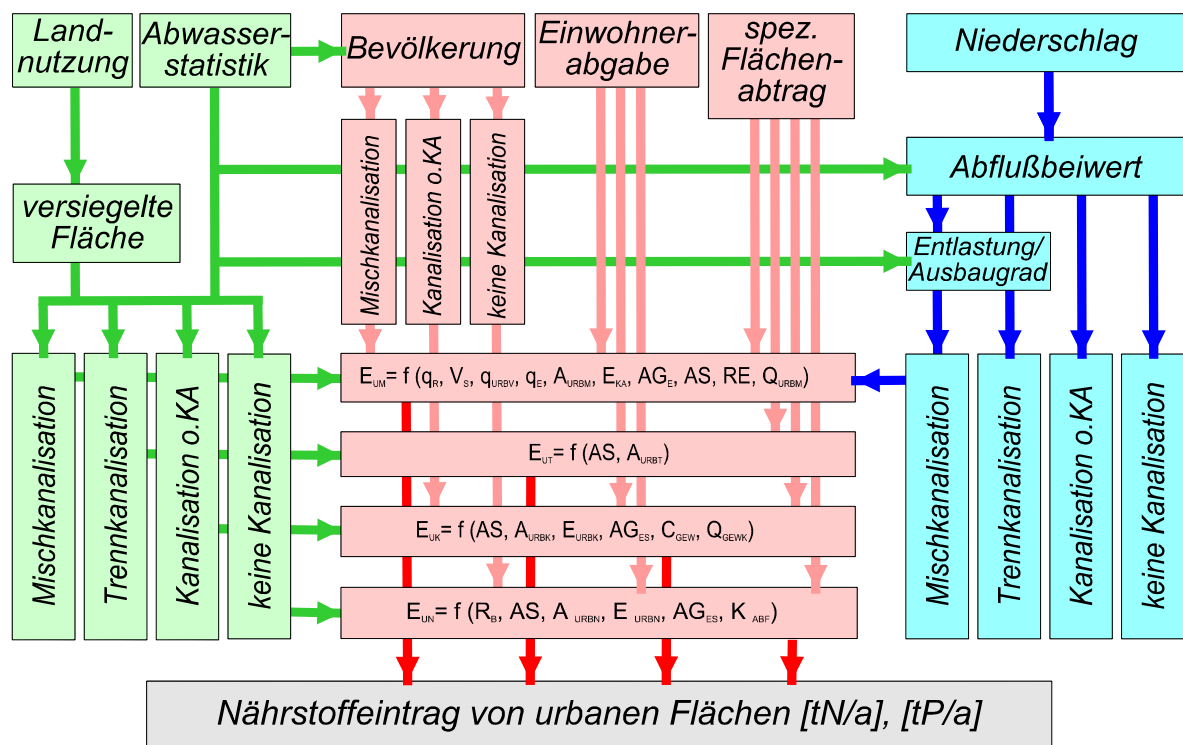 Land-
nutzung
Abwasser-
statistik
Bevölkerung
Einwohner-
abgabe
spez.
Flächen-
abtrag
Niederschlag
Mischkanalisation
Kanalisation o.KA
keine Kanalisation
Abflußbeiwert
versiegelte
Fläche
Entlastung/
Ausbaugrad
Mischkanalisation
Trennkanalisation
Kanalisation o.KA
keine Kanalisation
E_UM = f (q_R, V_S, q_URBV, q_E, A_URBM, E_KA, AG_E, AS, RE, Q_URBM)
E_UT = f (AS, A_URBT)
E_UK = f (AS, A_URBK, E_URBK, AG_ES, C_GEW, Q_GEWK)
E_UN = f (R_B, AS, A_URBN, E_URBN, AG_ES, K_ABF)
Mischkanalisation
Trennkanalisation
Kanalisation o.KA
keine Kanalisation
Nährstoffeintrag von urbanen Flächen [tN/a], [tP/a]